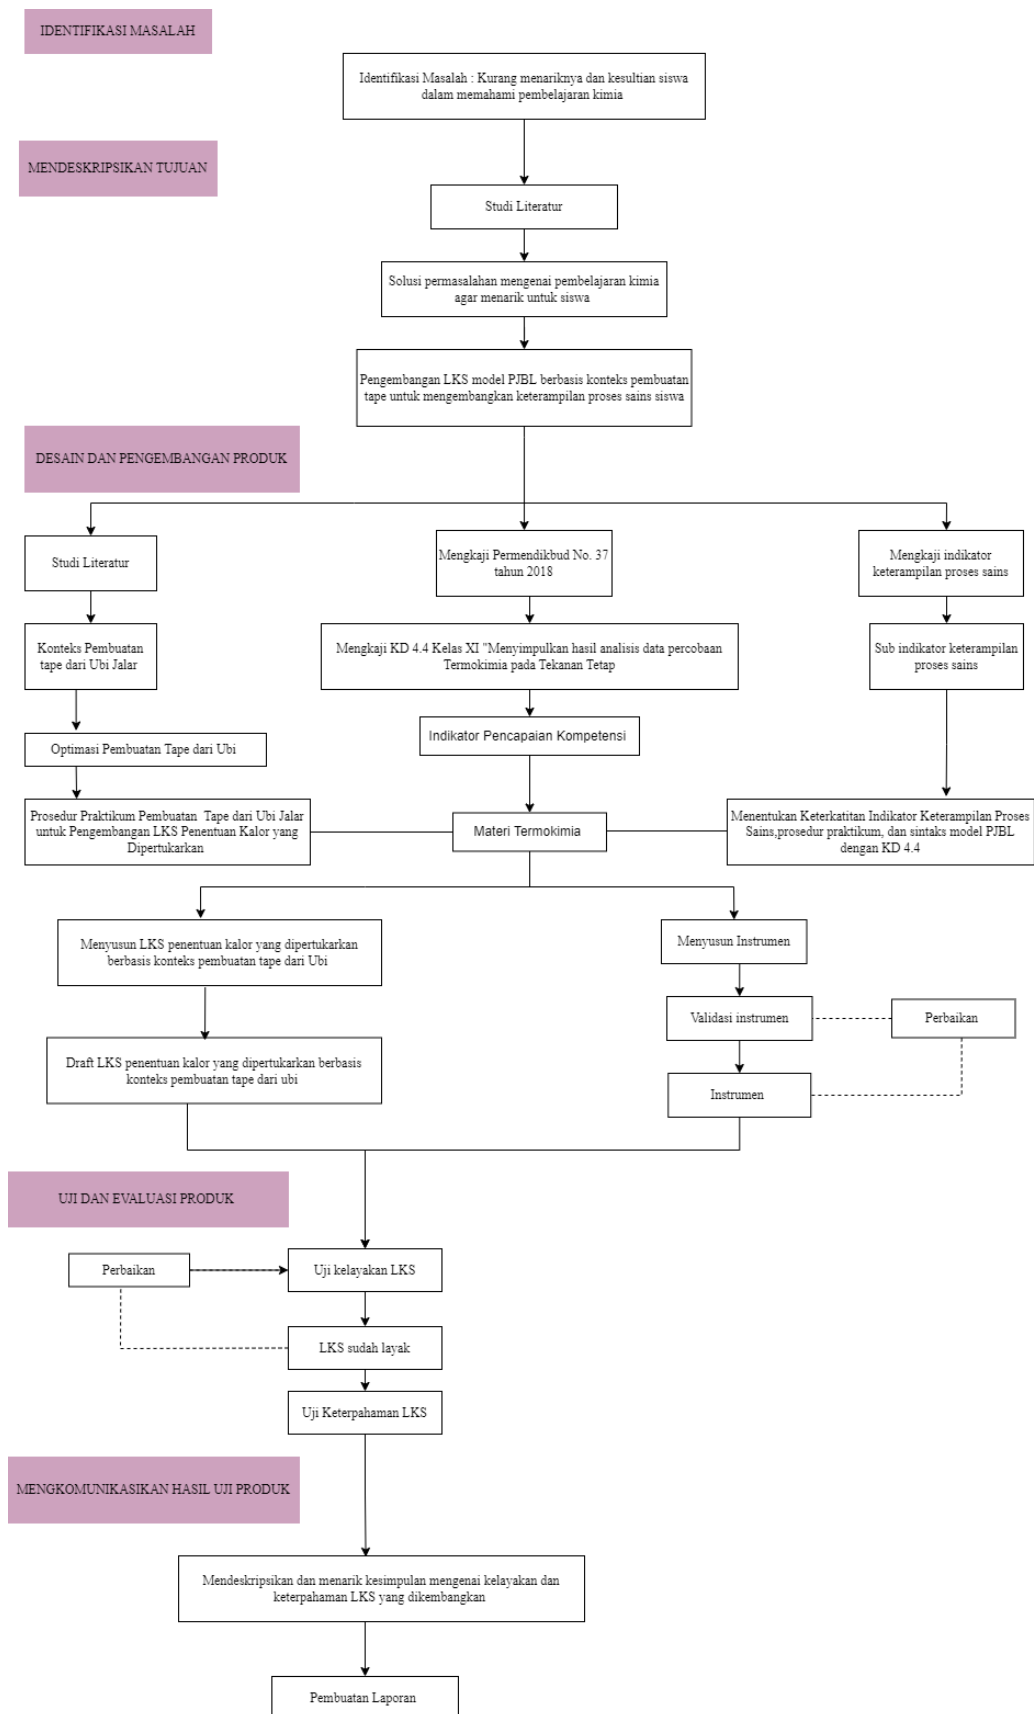 IDENTIFIKASI MASALAH
Identifikasi Masalah : Kurang menariknya dan kesultian siswa
dalam memahami pembelajaran kimia
MENDESKRIPSIKAN TUJUAN
Studi Literatur
Solusi permasalahan mengenai pembelajaran kimia
agar menarik untuk siswa
Pengembangan LKS model PJBL berbasis konteks pembuatan
tape untuk mengembangkan keterampilan proses sains siswa
DESAIN DAN PENGEMBANGAN PRODUK
Studi Literatur
Mengkaji Permendikbud No. 37
tahun 2018
Mengkaji indikator
keterampilan proses sains
Konteks Pembuatan
tape dari Ubi Jalar
Mengkaji KD 4.4 Kelas XI "Menyimpulkan hasil analisis data percobaan
Termokimia pada Tekanan Tetap
Sub indikator keterampilan
proses sains
Optimasi Pembuatan Tape dari Ubi
Indikator Pencapaian Kompetensi
Prosedur Praktikum Pembuatan Tape dari Ubi Jalar
untuk Pengembangan LKS Penentuan Kalor yang
Dipertukarkan
Materi Termokimia
Menentukan Keterkatitan Indikator Keterampilan Proses
Sains,prosedur praktikum, dan sintaks model PJBL
dengan KD 4.4
Menyusun LKS penentuan kalor yang dipertukarkan
berbasis konteks pembuatan tape dari Ubi
Menyusun Instrumen
Validasi instrumen
Perbaikan
Draft LKS penentuan kalor yang dipertukarkan berbasis
konteks pembuatan tape dari ubi
Instrumen
UJI DAN EVALUASI PRODUK
Perbaikan
Uji kelayakan LKS
LKS sudah layak
Uji Keterpahaman LKS
MENGKOMUNIKASIKAN HASIL UJI PRODUK
Mendeskripsikan dan menarik kesimpulan mengenai kelayakan dan
keterpahaman LKS yang dikembangkan
Pembuatan Laporan